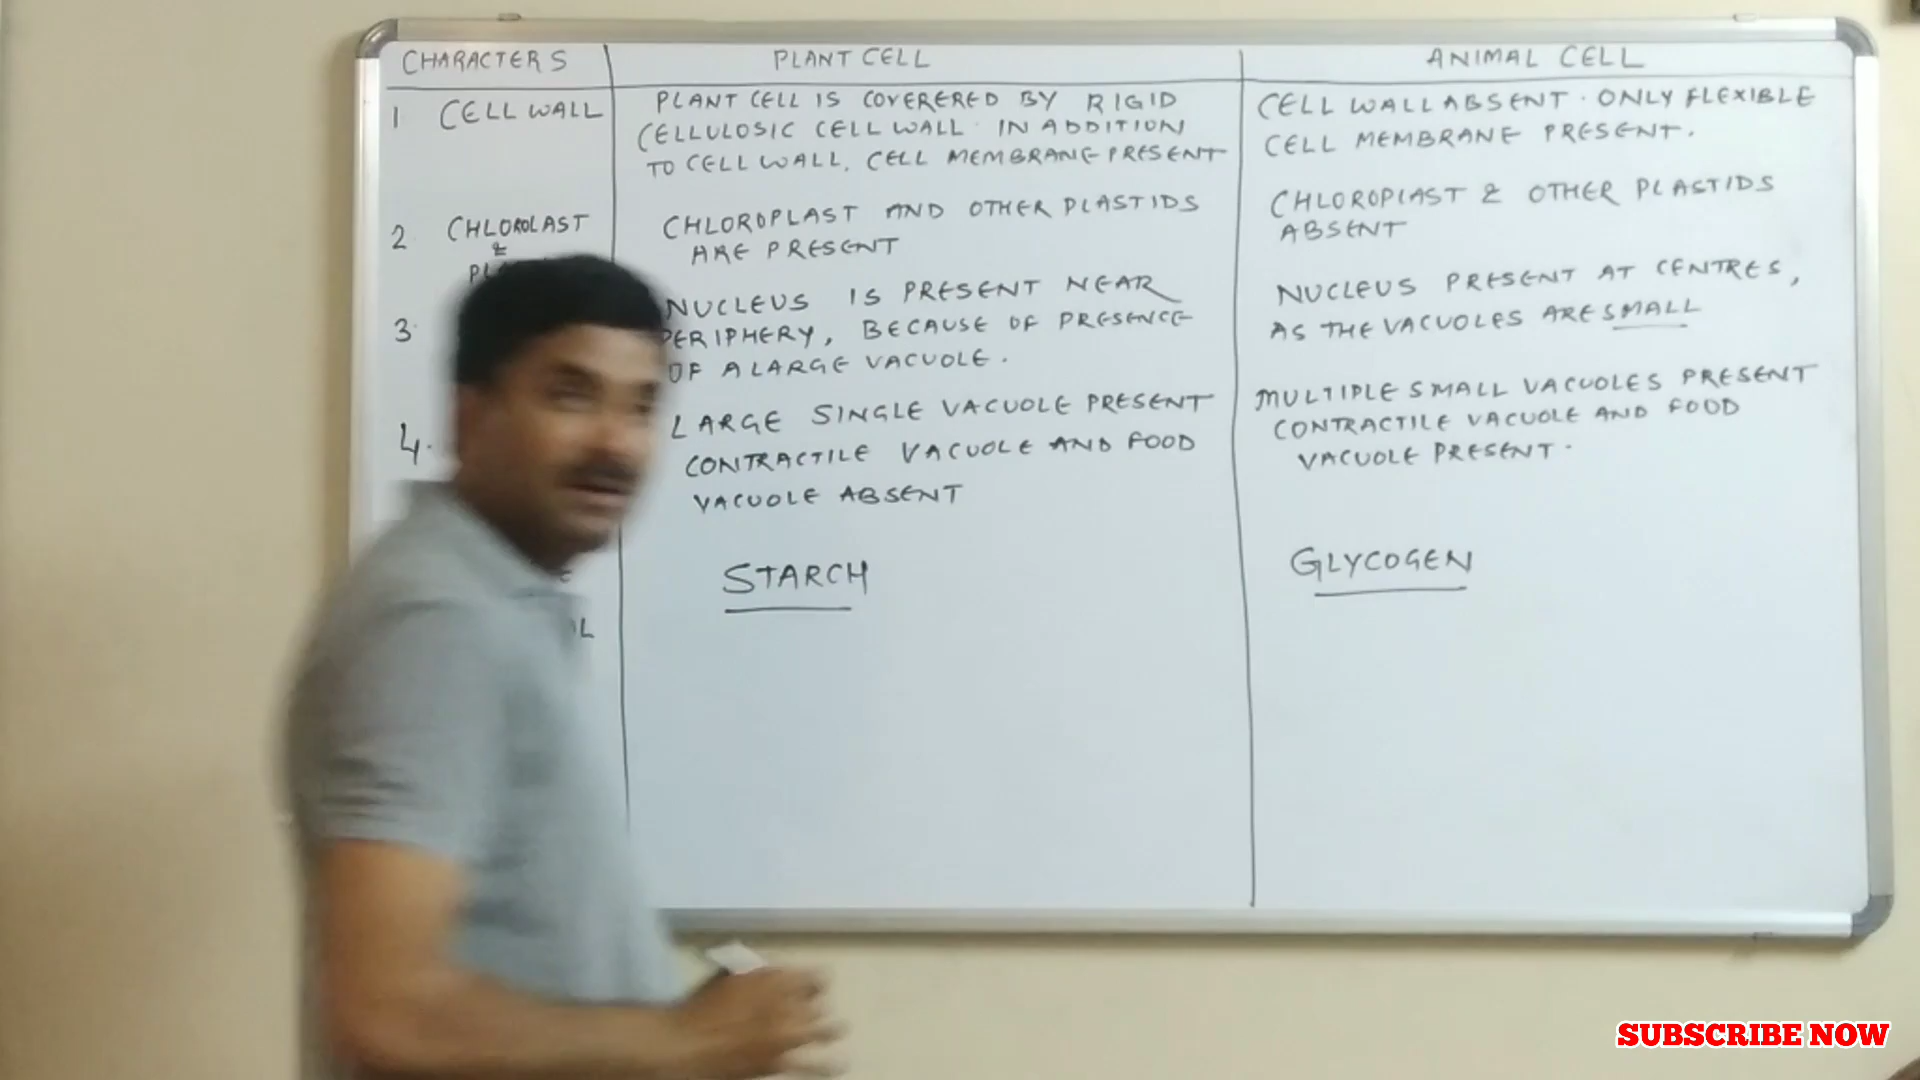 CHARACTERS
PLANT CELL
ANIMAL CELL
1 CELL WALL
PLANT CELL IS COVERERED BY RIGID
CELLULOSIC CELL WALL. IN ADDITION
TO CELL WALL, CELL MEMBRANE PRESENT
CELL WALL ABSENT. ONLY FLEXIBLE
CELL MEMBRANE PRESENT.
2 CHLOROLAST
&
CHLOROPLAST AND OTHER PLASTIDS
ARE PRESENT
CHLOROPLAST & OTHER PLASTIDS
ABSENT
3.
NUCLEUS IS PRESENT NEAR
PERIPHERY, BECAUSE OF PRESENCE
OF A LARGE VACUOLE.
NUCLEUS PRESENT AT CENTRES,
AS THE VACUOLES ARE SMALL
4.
LARGE SINGLE VACUOLE PRESENT
CONTRACTILE VACUOLE AND FOOD
VACUOLE ABSENT
MULTIPLE SMALL VACUOLES PRESENT
CONTRACTILE VACUOLE AND FOOD
VACUOLE PRESENT.
STARCH
GLYCOGEN
SUBSCRIBE NOW